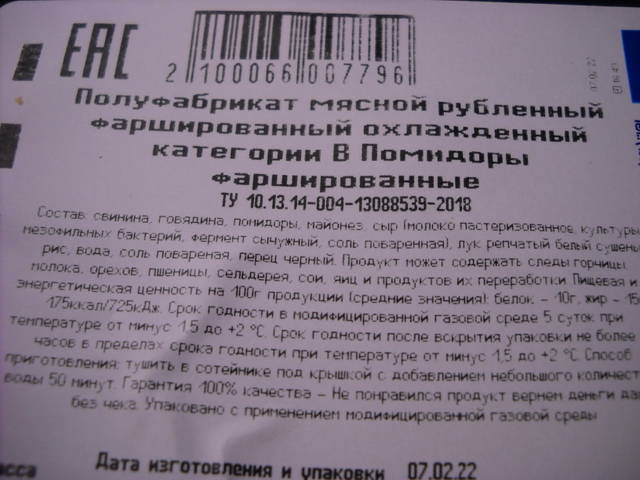 EAC
2 100066 007796
Полуфабрикат мясной рубленный
фаршированный охлажденный
категории В Помидоры
фаршированные
ТУ 10.13.14-004-13088539-2018
Состав: свинина, говядина, помидоры, майонез, сыр (молоко пастеризованное, культуры
мезофильных бактерий, фермент сычужный, соль поваренная), лук репчатый белый сушены
рис, вода, соль поваренная, перец черный. Продукт может содержать следы горчицы,
молока, орехов, пшеницы, сельдерея, сои, яиц и продуктов их переработки. Пищевая и
энергетическая ценность на 100г продукции (средние значения): белок - 10г, жир - 15
175ккал/725кДж. Срок годности в модифицированной газовой среде 5 суток при
температуре от минус 1,5 до +2 °С. Срок годности после вскрытия упаковки не более
часов в пределах срока годности при температуре от минус 1,5 до +2 °С. Способ
приготовления: тушить в сотейнике под крышкой с добавлением небольшого количест
воды 50 минут. Гарантия 100% качества - Не понравился продукт вернем деньги да
без чека. Упаковано с применением модифицированной газовой среды
асса Дата изготовления и упаковки 07.02.22
07.02.22